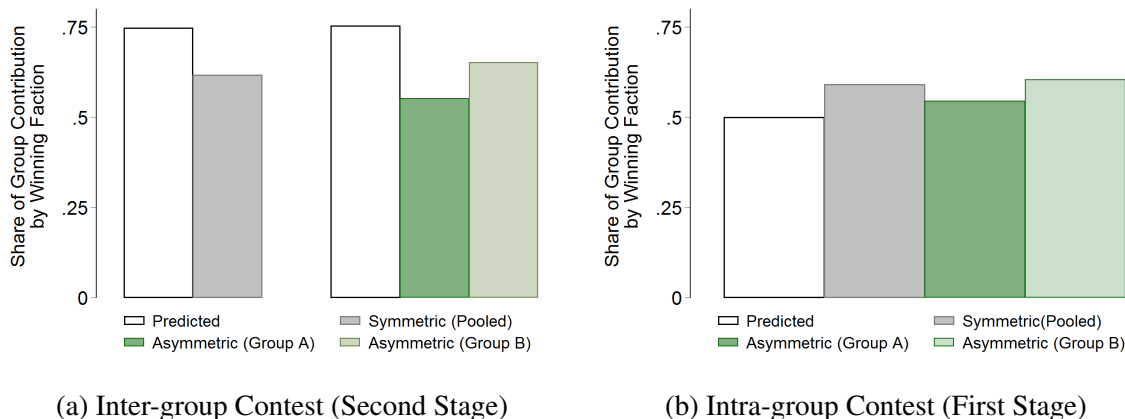 Share of Group Contribution
by Winning Faction
.75
.5
.25
0
Predicted
Symmetric (Pooled)
Asymmetric (Group A)
Asymmetric (Group B)
(a) Inter-group Contest (Second Stage)
Share of Group Contribution
by Winning Faction
.75
.5
.25
0
Predicted
Symmetric(Pooled)
Asymmetric (Group A)
Asymmetric (Group B)
(b) Intra-group Contest (First Stage)